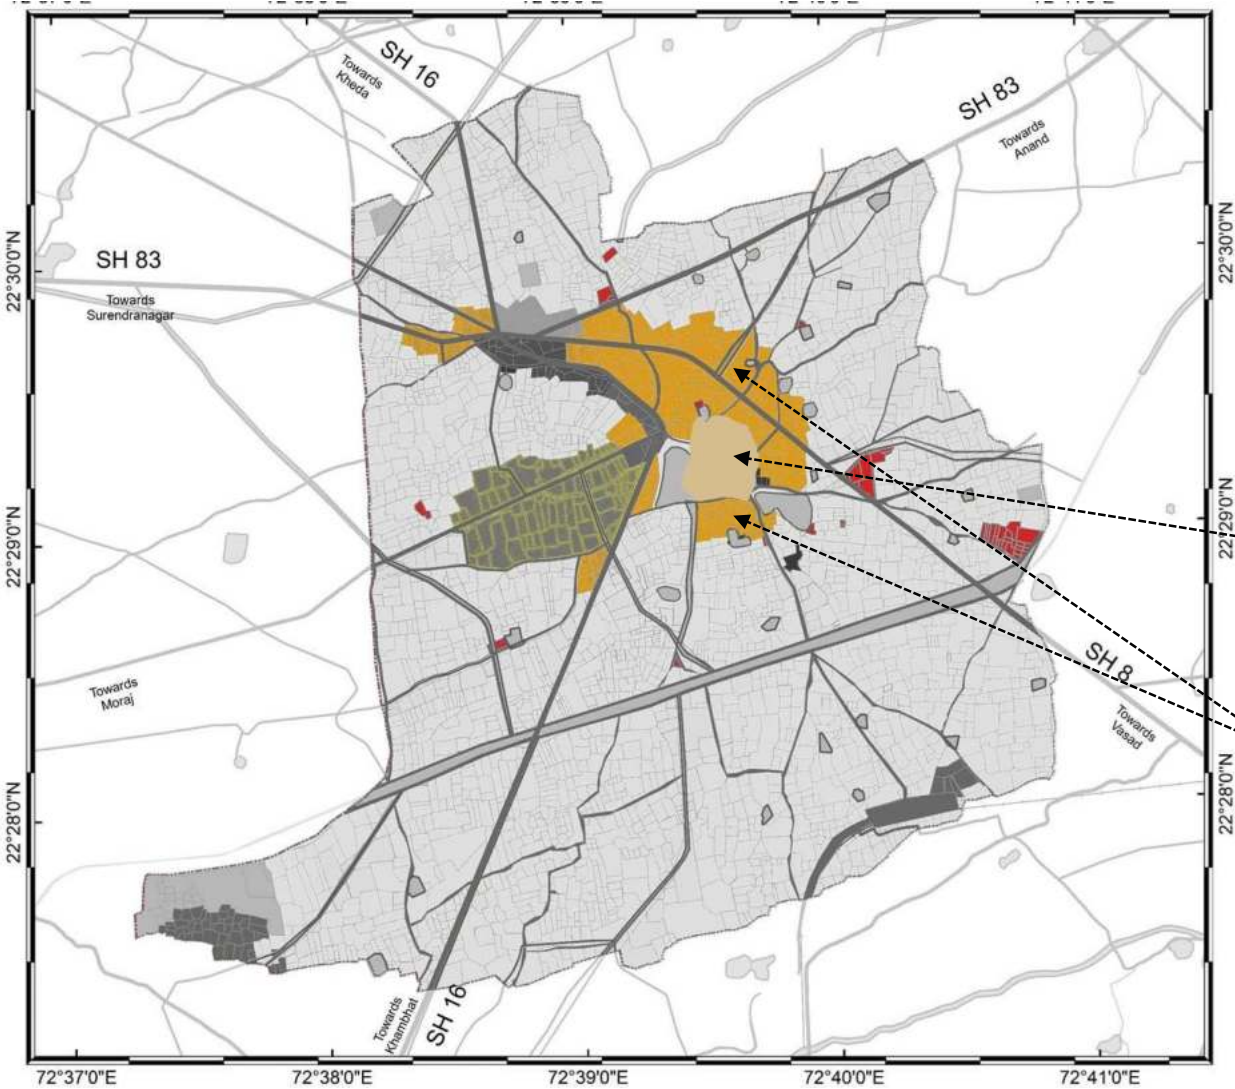 SH 16
Towards
Kheda
SH 83
Towards
Anand
22°30'0"N
22°30'0"N
SH 83
Towards
Surendranagar
22°29'0"N
22°29'0"N
SH 8
Towards
Moraj
Towards
Vasad
22°28'0"N
22°28'0"N
Towards
Khambhat
SH 16
72°37'0"E
72°38'0"E
72°39'0"E
72°40'0"E
72°41'0"E